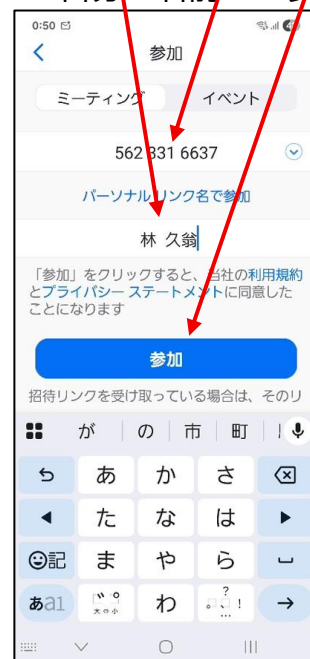 0:50
参加
ミーティング イベント
562 831 6637
パーソナル リンク名で参加
林 久翁
「参加」をクリックすると、当社の利用規約
とプライバシー ステートメントに同意した
ことになります
参加
招待リンクを受け取っている場合は、そのリ
が の 市 町
あ か さ
た な は
記 ま や ら
あa1 大⇔小 わ 、。?!…